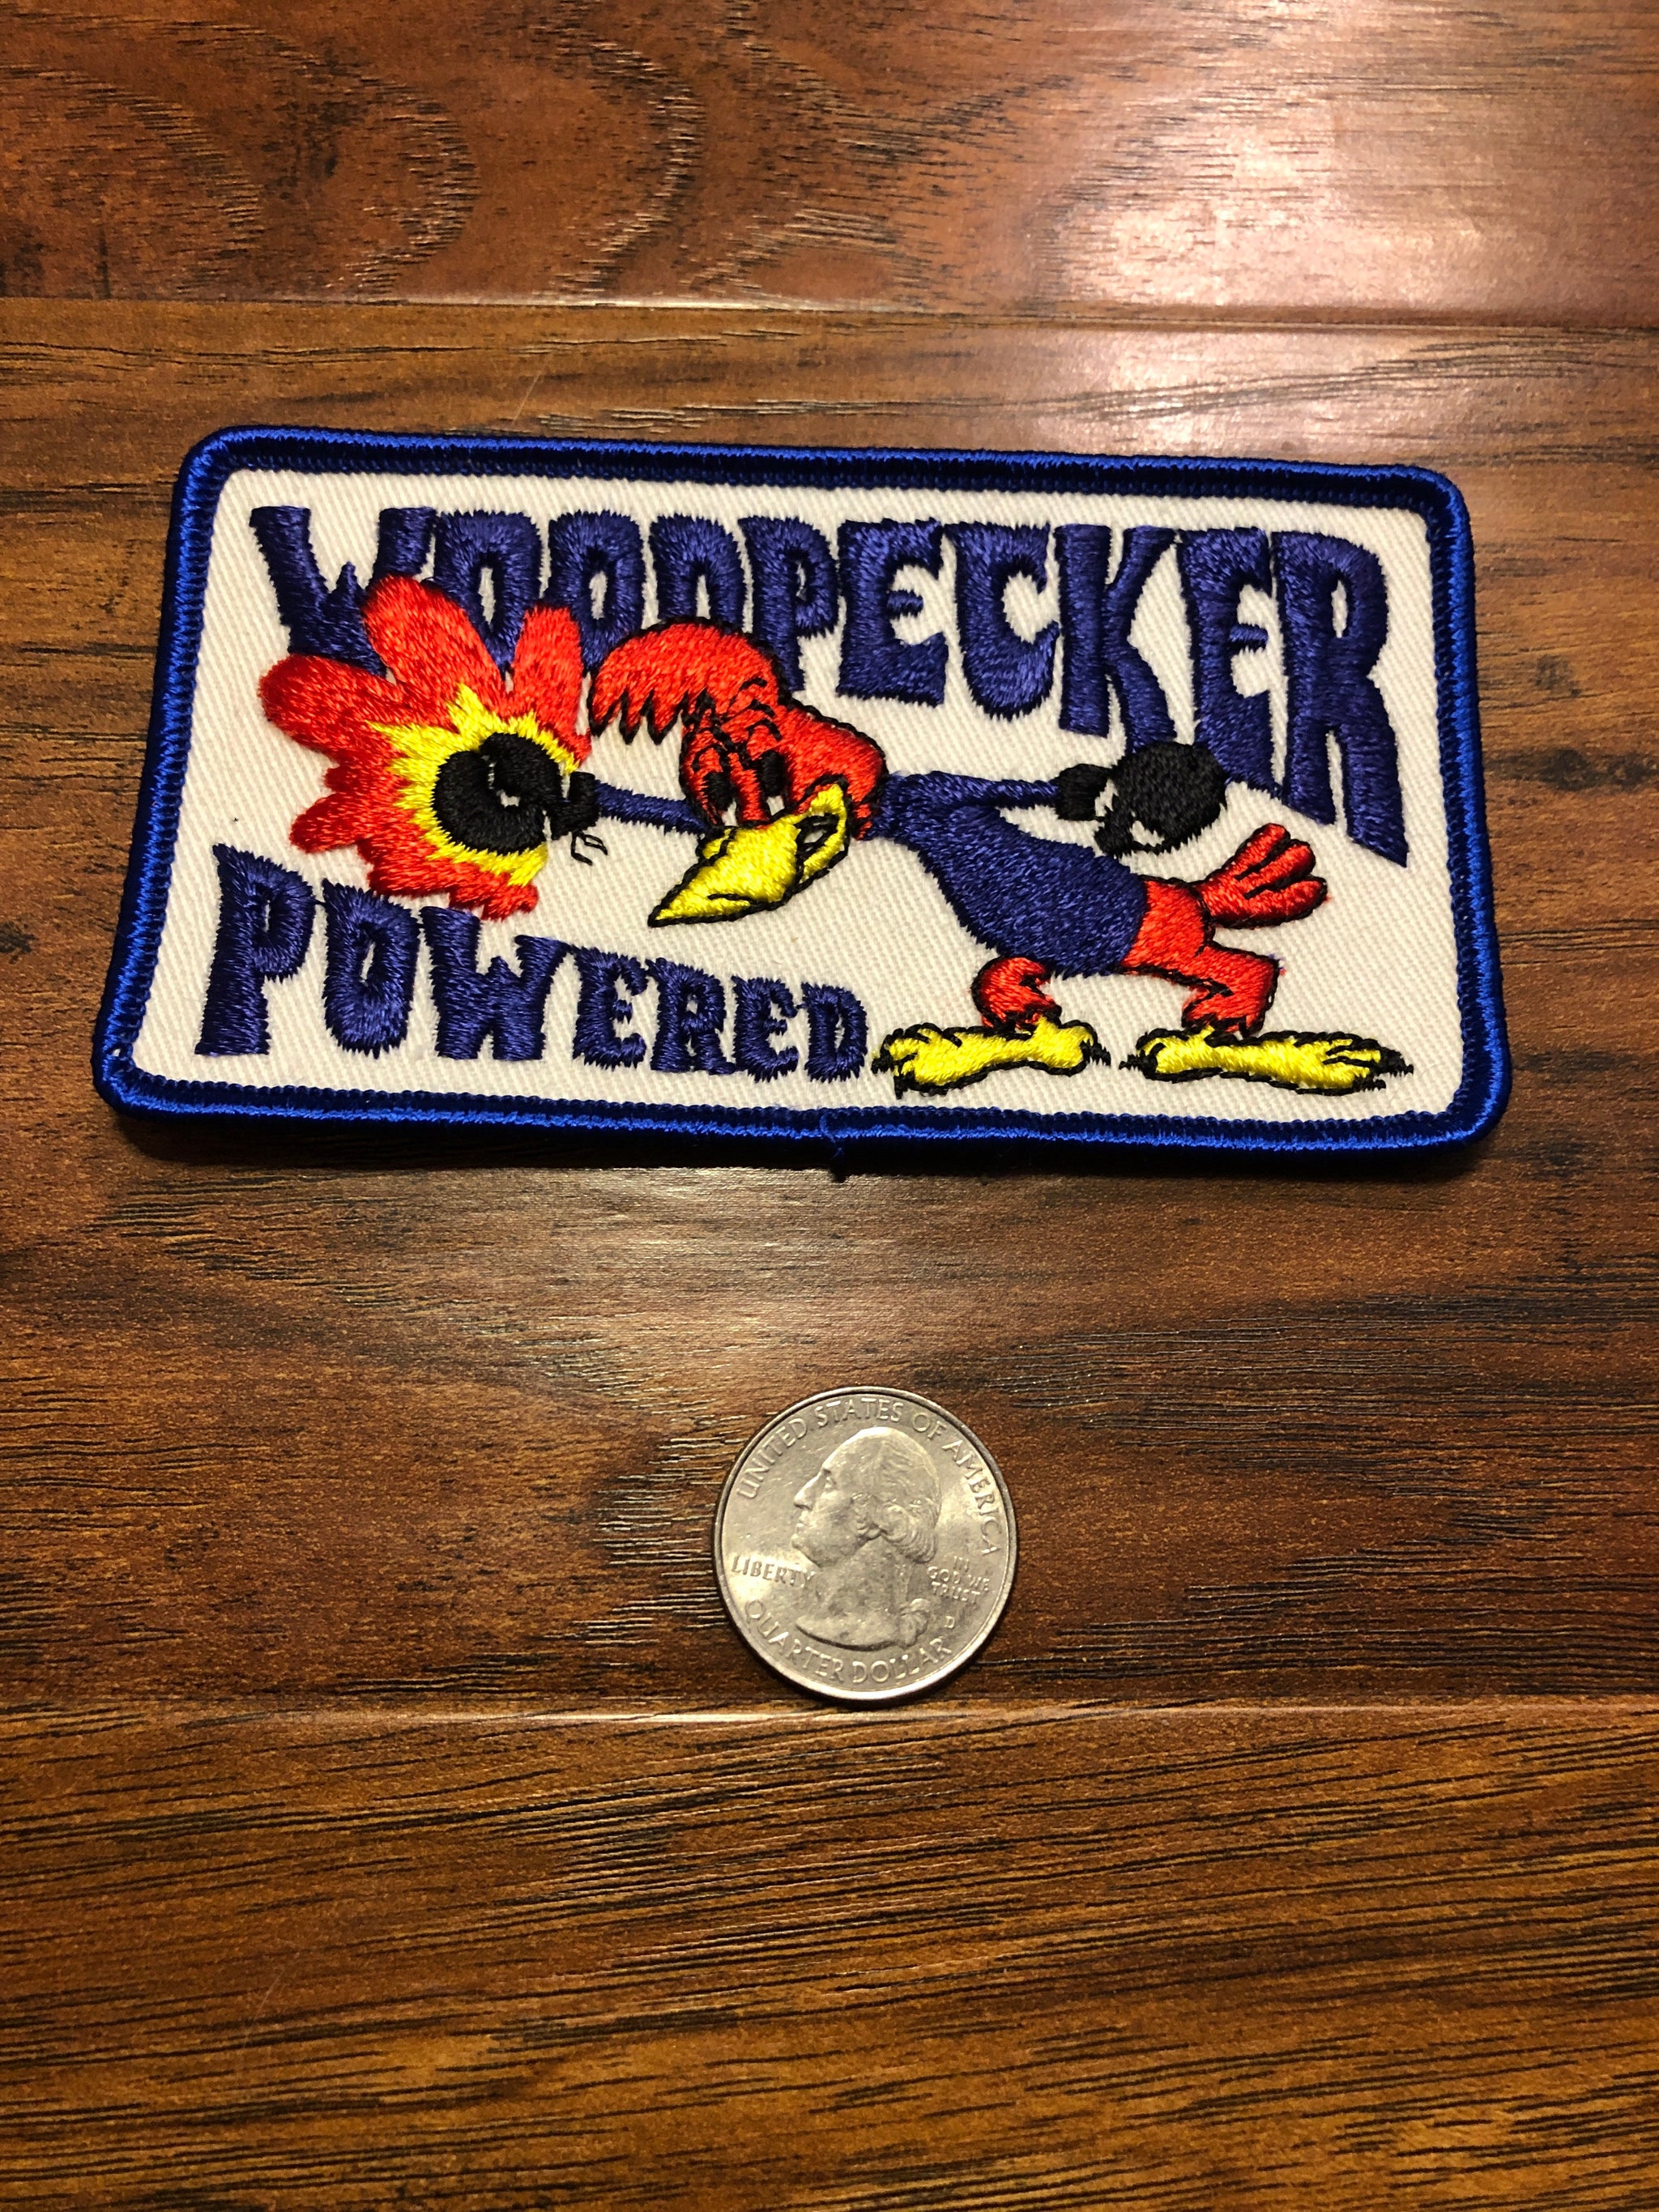 WOODPECKER
POWERED
UNITED STATES OF AMERICA
LIBERTY
IN
GOD WE
TRUST
D
QUARTER DOLLAR